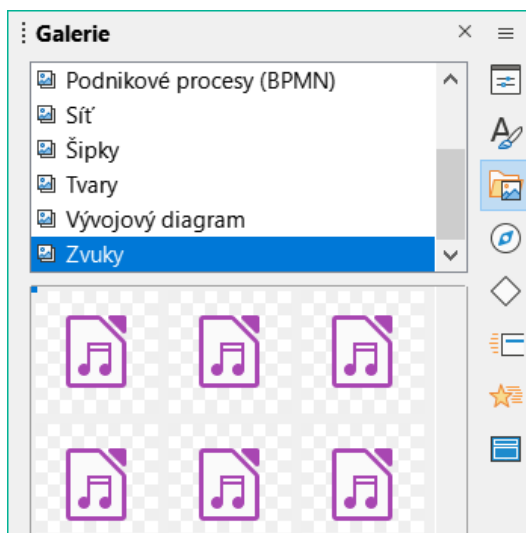 Galerie
Podnikové procesy (BPMN)
Síť
Šipky
Tvary
Vývojový diagram
Zvuky